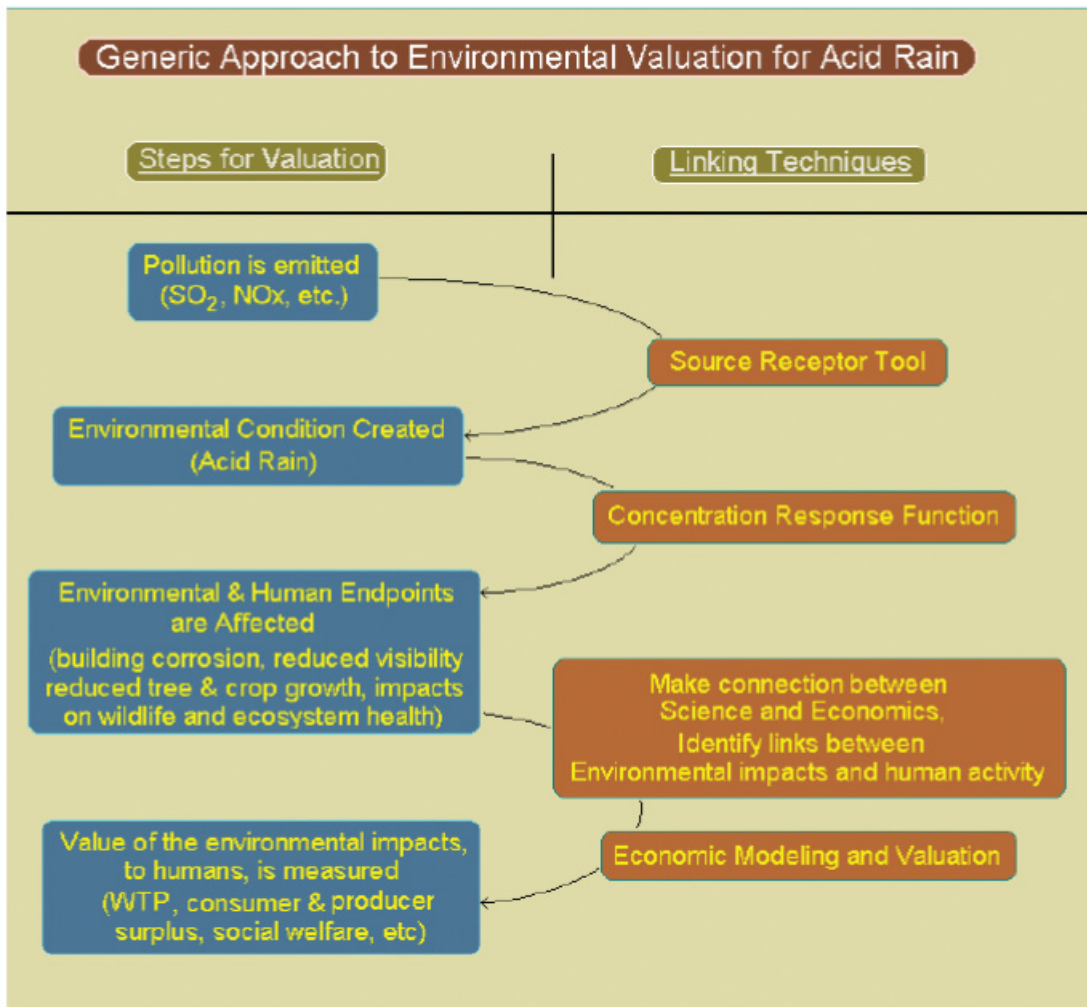 Generic Approach to Environmental Valuation for Acid Rain
Steps for Valuation
Linking Techniques
Pollution is emitted
(SO₂, NOx, etc.)
Source Receptor Tool
Environmental Condition Created
(Acid Rain)
Concentration Response Function
Environmental & Human Endpoints
are Affected
(building corrosion, reduced visibility
reduced tree & crop growth, impacts
on wildlife and ecosystem health)
Make connection between
Science and Economics,
Identify links between
Environmental impacts and human activity
Economic Modeling and Valuation
Value of the environmental impacts,
to humans, is measured
(WTP, consumer & producer
surplus, social welfare, etc)